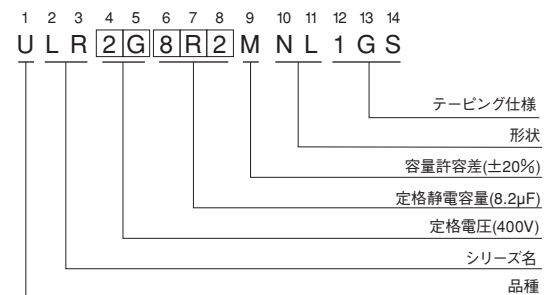 1 2 3 4 5 6 7 8 9 10 11 12 13 14
U L R 2 G 8 R 2 M N L 1 G S
テーピング仕様
形状
容量許容差(±20%)
定格静電容量(8.2µF)
定格電圧(400V)
シリーズ名
品種